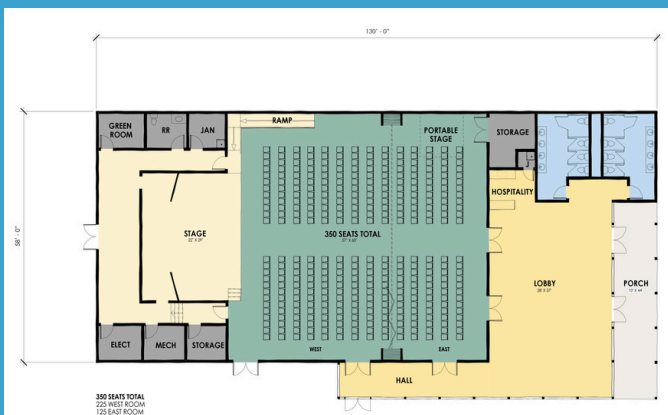 130' - 0"
58' - 0"
GREEN
ROOM
RR
JAN
RAMP
PORTABLE
STAGE
STORAGE
J
HOSPITALITY
STAGE
350 SEATS TOTAL
LOBBY
PORCH
ELECT
MECH
STORAGE
WEST
EAST
HALL
350 SEATS TOTAL
225 WEST ROOM
125 EAST ROOM